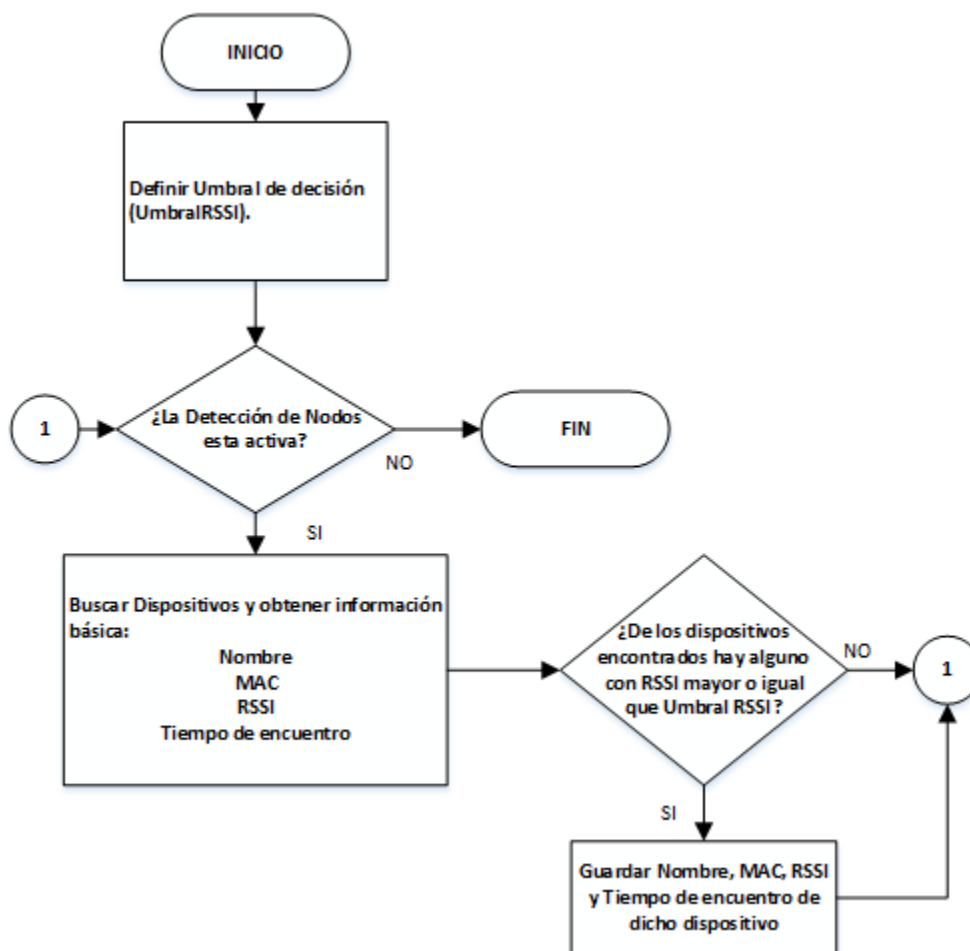 INICIO
Definir Umbral de decisión
(UmbralRSSI).
1
¿La Detección de Nodos
esta activa?
NO
FIN
SI
Buscar Dispositivos y obtener información
básica:
Nombre
MAC
RSSI
Tiempo de encuentro
¿De los dispositivos
encontrados hay alguno
con RSSI mayor o igual
que Umbral RSSI?
NO
1
SI
Guardar Nombre, MAC, RSSI
y Tiempo de encuentro de
dicho dispositivo